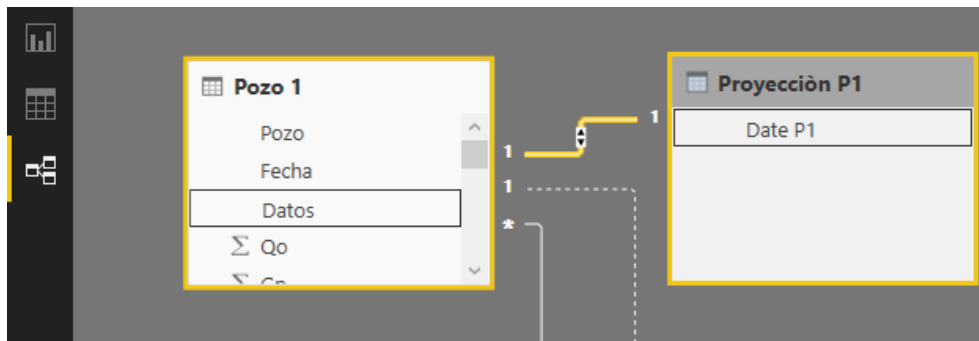 Pozo 1
Pozo
Fecha
Datos
Σ Qo
1
1
*
1
Proyecciòn P1
Date P1